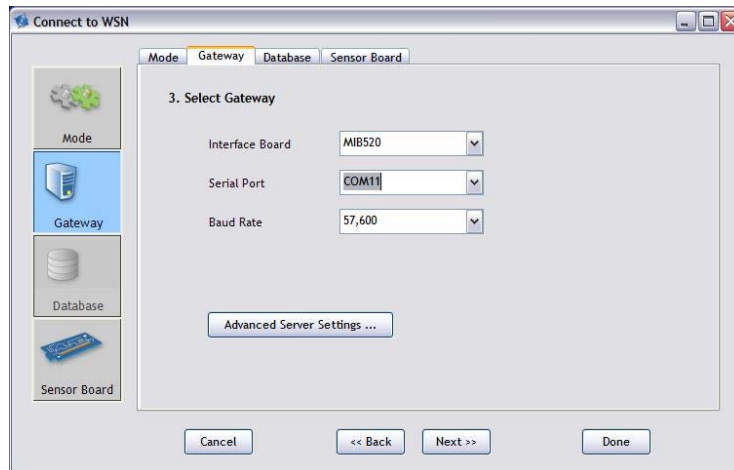 Connect to WSN
Mode Gateway Database Sensor Board
3. Select Gateway
Mode
Interface Board MIB520
Serial Port COM11
Gateway
Baud Rate 57,600
Database
Advanced Server Settings ...
Sensor Board
Cancel << Back Next >> Done